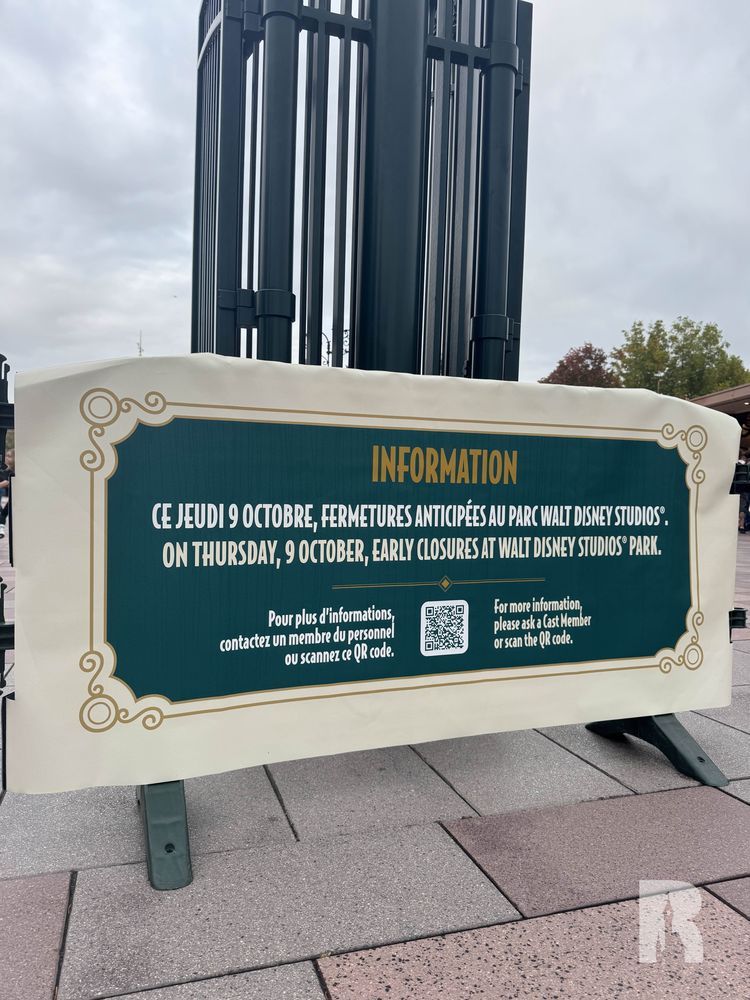 INFORMATION
CE JEUDI 9 OCTOBRE, FERMETURES ANTICIPÉES AU PARC WALT DISNEY STUDIOS®.
ON THURSDAY, 9 OCTOBER, EARLY CLOSURES AT WALT DISNEY STUDIOS® PARK.
Pour plus d'informations,
contactez un membre du personnel
ou scannez ce QR code.
For more information,
please ask a Cast Member
or scan the QR code.
R